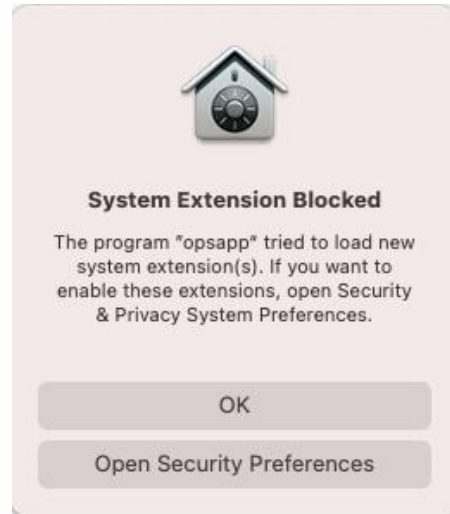 System Extension Blocked
The program "opsapp" tried to load new
system extension(s). If you want to
enable these extensions, open Security
& Privacy System Preferences.
OK
Open Security Preferences